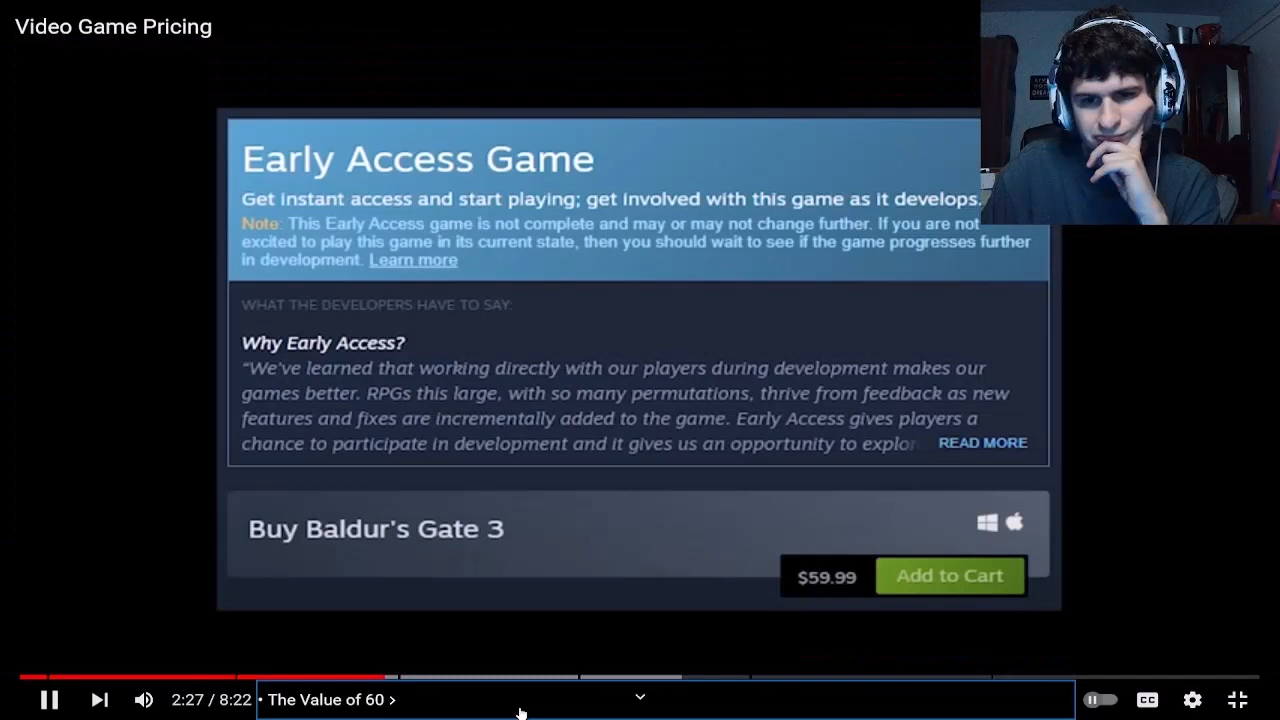 Video Game Pricing
Early Access Game
Get instant access and start playing; get involved with this game as it develops.
Note: This Early Access game is not complete and may or may not change further. If you are not
excited to play this game in its current state, then you should wait to see if the game progresses further
in development. Learn more
WHAT THE DEVELOPERS HAVE TO SAY:
Why Early Access?
“We've learned that working directly with our players during development makes our
games better. RPGs this large, with so many permutations, thrive from feedback as new
features and fixes are incrementally added to the game. Early Access gives players a
chance to participate in development and it gives us an opportunity to explor READ MORE
Buy Baldur's Gate 3
$59.99 Add to Cart
2:27 / 8:22 • The Value of 60 >
CC